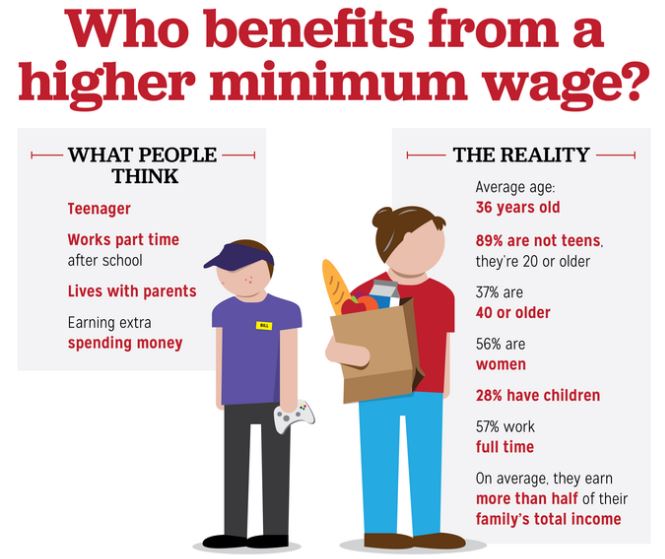 Who benefits from a
higher minimum wage?
WHAT PEOPLE
THINK
Teenager
Works part time
after school
Lives with parents
Earning extra
spending money
BILL
THE REALITY
Average age:
36 years old
89% are not teens,
they're 20 or older
37% are
40 or older
56% are
women
28% have children
57% work
full time
On average, they earn
more than half of their
family's total income